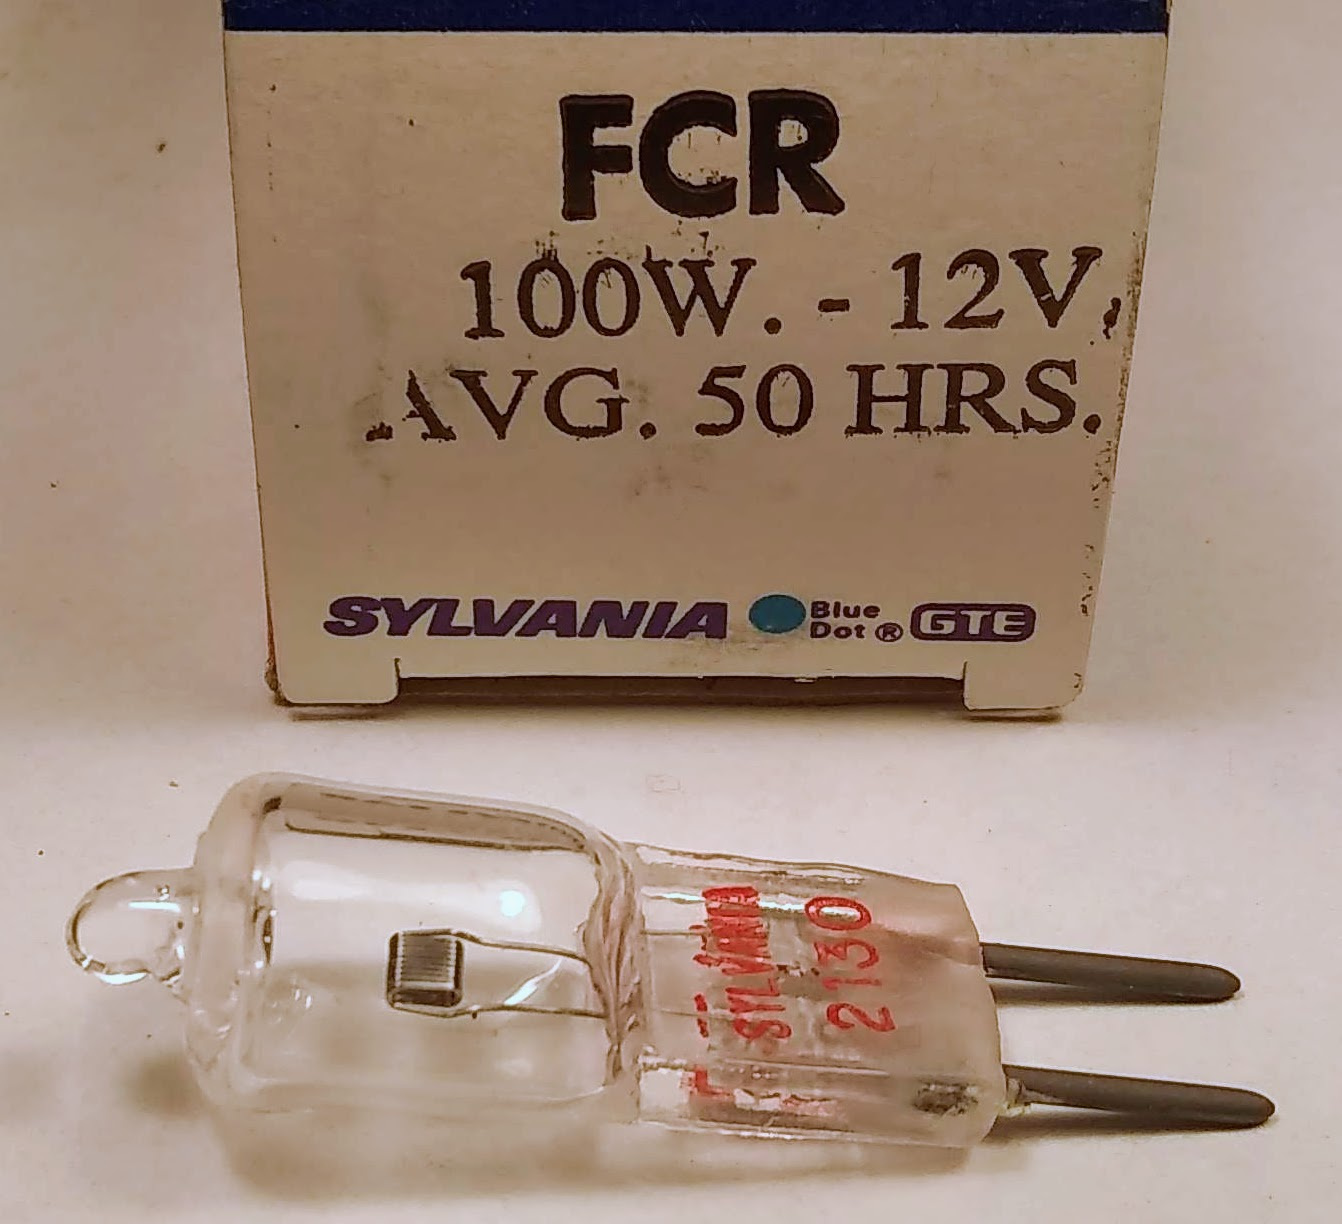 FCR
100W. - 12V.
AVG. 50 HRS.
SYLVANIA Blue Dot ® GTE
SYLVANIA
2130